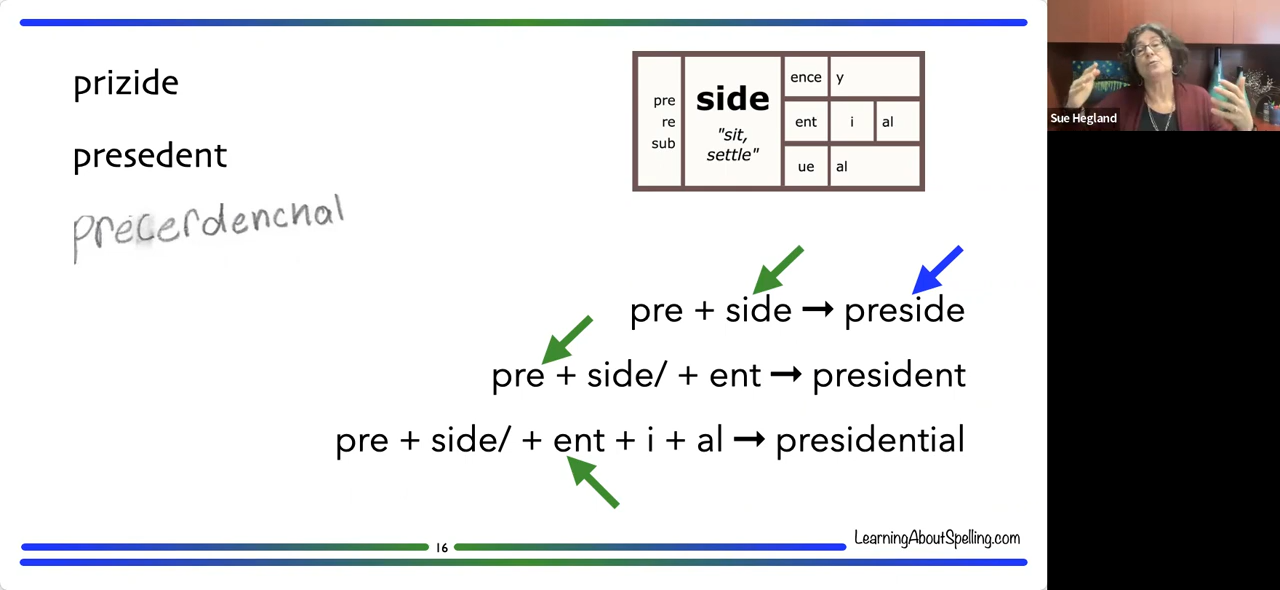 prizide
presedent
precerdenchal
pre
re
sub
side
"sit,
settle"
ence y
ent i al
ue al
pre + side → preside
pre + side/ + ent → president
pre + side/ + ent + i + al → presidential
16
LearningAboutSpelling.com
Sue Hegland